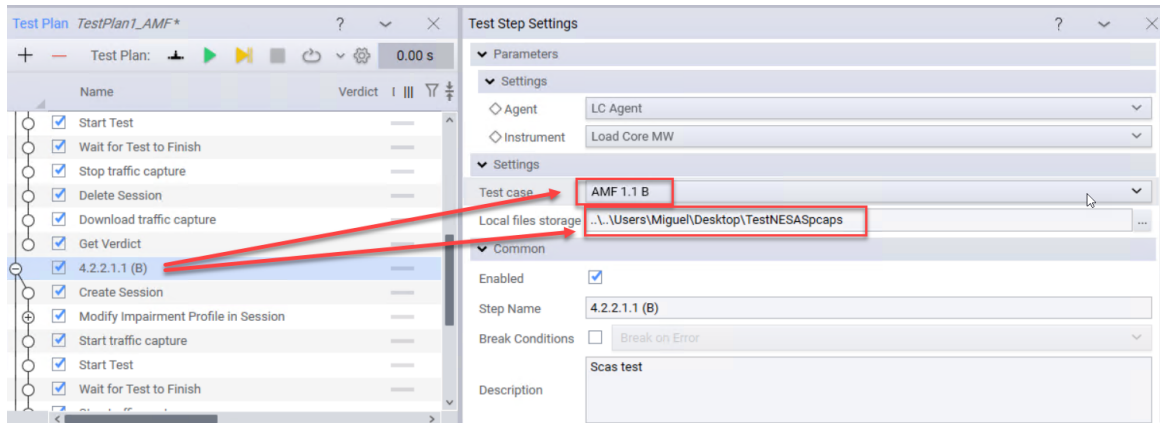 Test Plan TestPlan1_AMF* ?
Test Plan: 0.00 s
Name Verdict
Start Test
Wait for Test to Finish
Stop traffic capture
Delete Session
Download traffic capture
Get Verdict
4.2.2.1.1 (B)
Create Session
Modify Impairment Profile in Session
Start traffic capture
Start Test
Wait for Test to Finish
Test Step Settings ?
Parameters
Settings
Agent LC Agent
Instrument Load Core MW
Settings
Test case AMF 1.1 B
Local files storage ..\..\Users\Miguel\Desktop\TestNESASpcaps ...
Common
Enabled
Step Name 4.2.2.1.1 (B)
Break Conditions Break on Error
Description Scas test